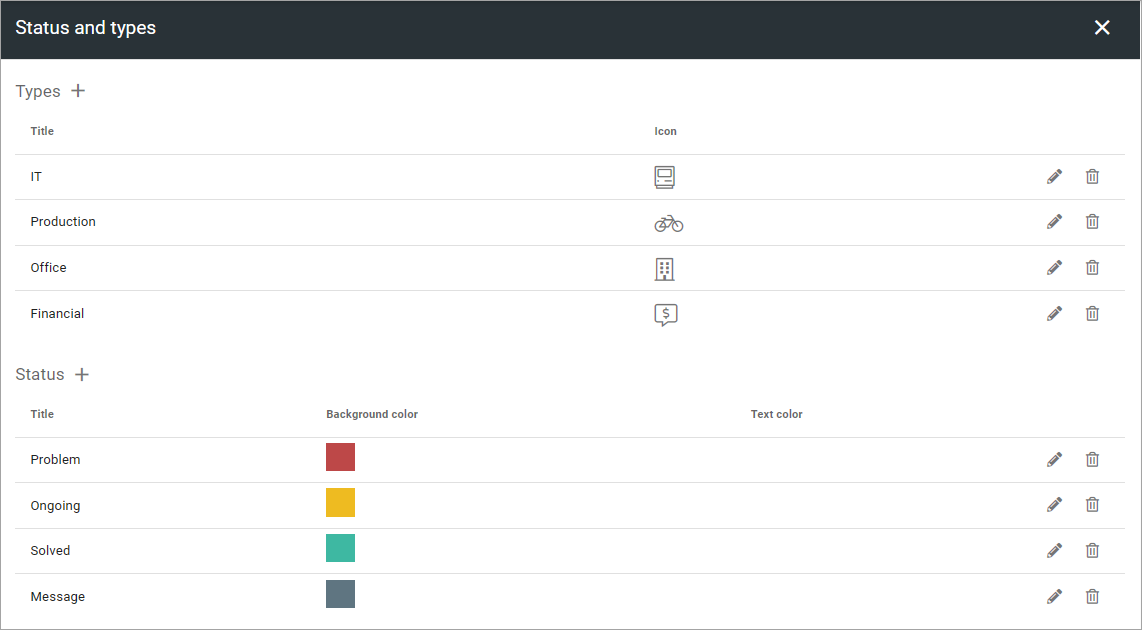 Status and types
Types
Title Icon
IT
Production
Office
Financial
$
Status
Title Background color Text color
Problem
Ongoing
Solved
Message